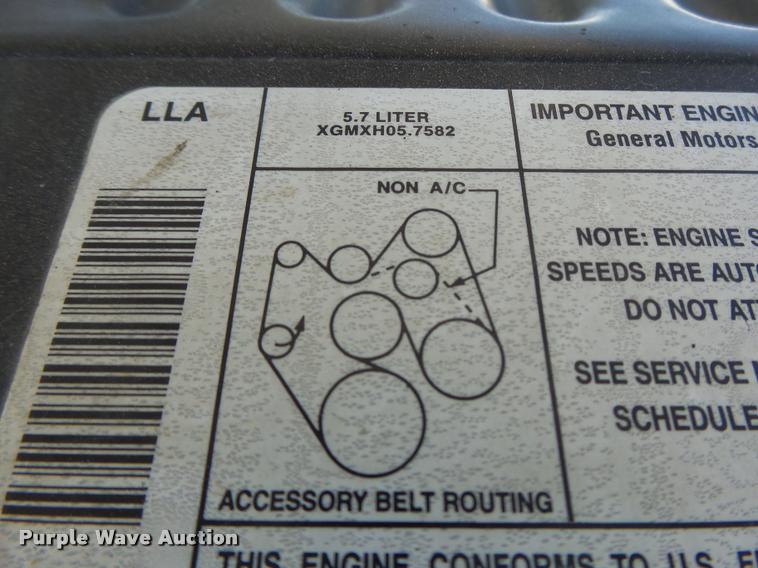 LLA
5.7 LITER
XGMXH05.7582
IMPORTANT ENGIN
General Motors
NON A/C
NOTE: ENGINE S
SPEEDS ARE AUTO
DO NOT AT
SEE SERVICE
SCHEDULE
ACCESSORY BELT ROUTING
THIS ENGINE CONFORMS TO U.S. E
Purple Wave Auction